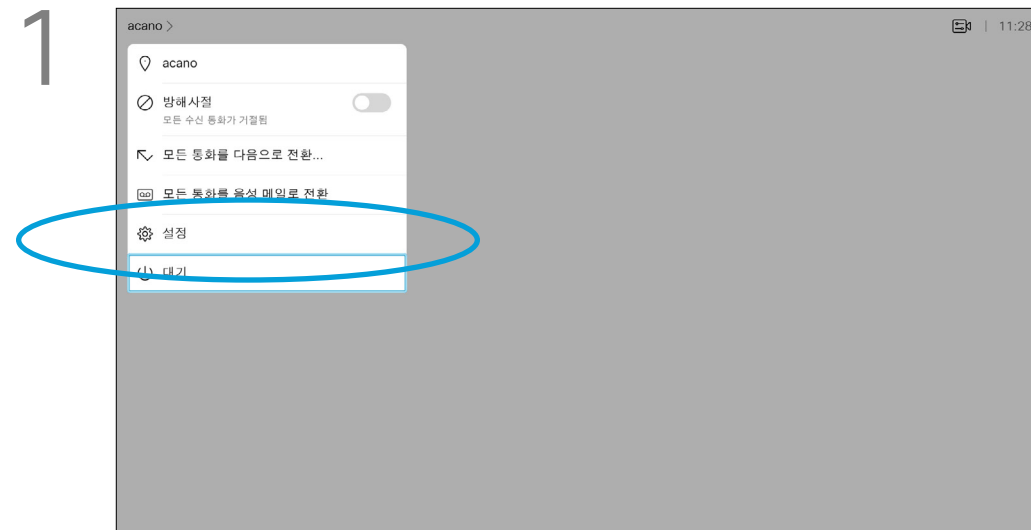 1
acano >
11:28
acano
방해사절
모든 수신 통화가 거절됨
모든 통화를 다음으로 전환...
모든 통화를 음성 메일로 전환
설정
대기